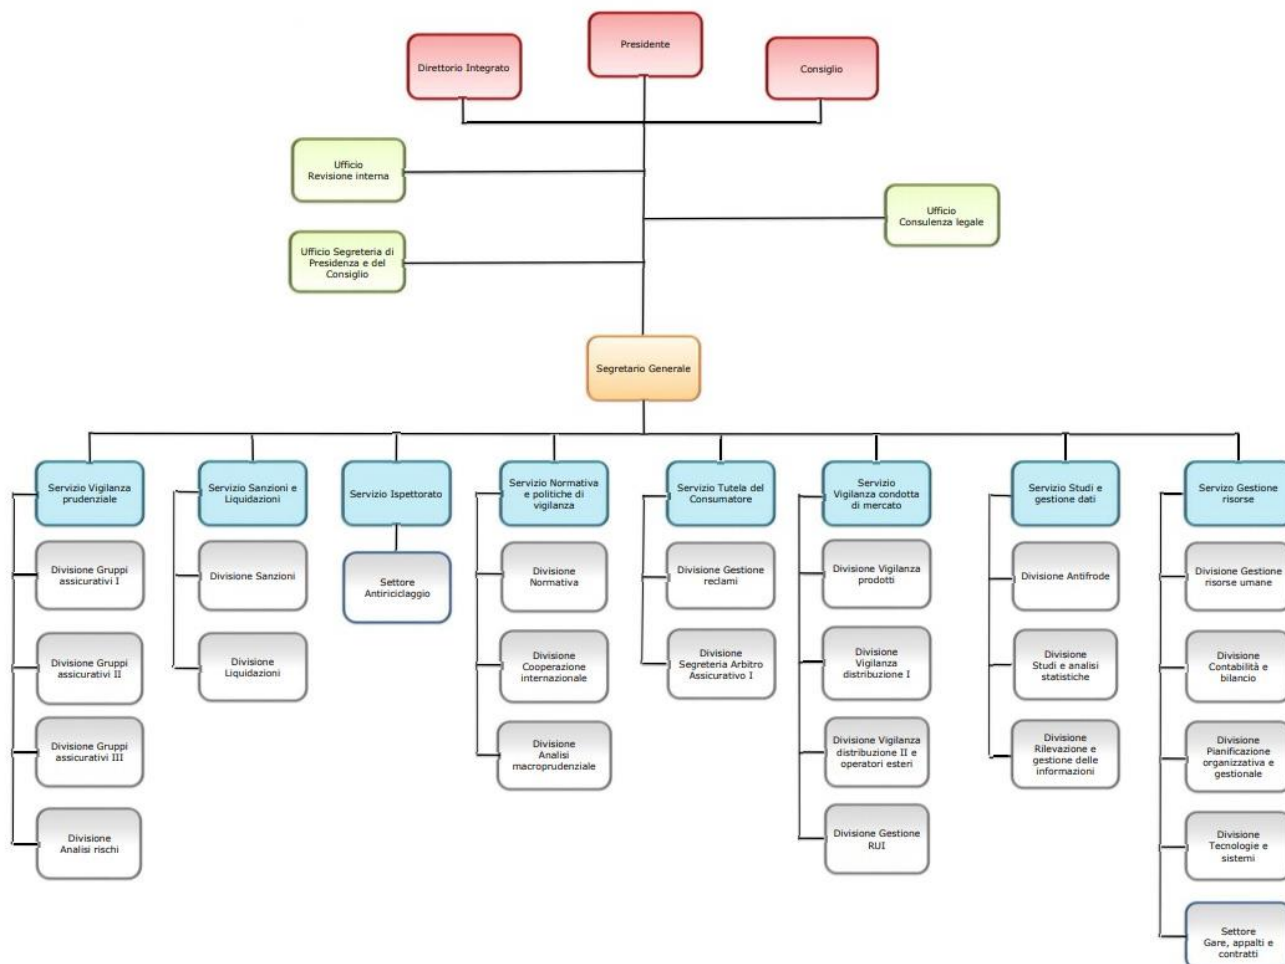 Presidente
Direttorio Integrato
Consiglio
Ufficio
Revisione interna
Ufficio
Consulenza legale
Ufficio Segreteria di
Presidenza e del
Consiglio
Segretario Generale
Servizio Vigilanza
prudenziale
Divisione Gruppi
assicurativi I
Divisione Gruppi
assicurativi II
Divisione Gruppi
assicurativi III
Divisione
Analisi rischi
Servizio Sanzioni e
Liquidazioni
Divisione Sanzioni
Divisione
Liquidazioni
Servizio Ispettorato
Settore
Antiriciclaggio
Servizio Normativa
e politiche di
vigilanza
Divisione
Normativa
Divisione
Cooperazione
internazionale
Divisione
Analisi
macroprudenziale
Servizio Tutela del
Consumatore
Divisione Gestione
reclami
Divisione
Segreteria Arbitro
Assicurativo I
Servizio
Vigilanza condotta
di mercato
Divisione Vigilanza
prodotti
Divisione
Vigilanza
distribuzione I
Divisione Vigilanza
distribuzione II e
operatori esteri
Divisione Gestione
RUI
Servizio Studi e
gestione dati
Divisione Antifrode
Divisione
Studi e analisi
statistiche
Divisione
Rilevazione e
gestione delle
informazioni
Servizo Gestione
risorse
Divisione Gestione
risorse umane
Divisione
Contabilità e
bilancio
Divisione
Pianificazione
organizzativa e
gestionale
Divisione
Tecnologie e
sistemi
Settore
Gare, appalti e
contratti